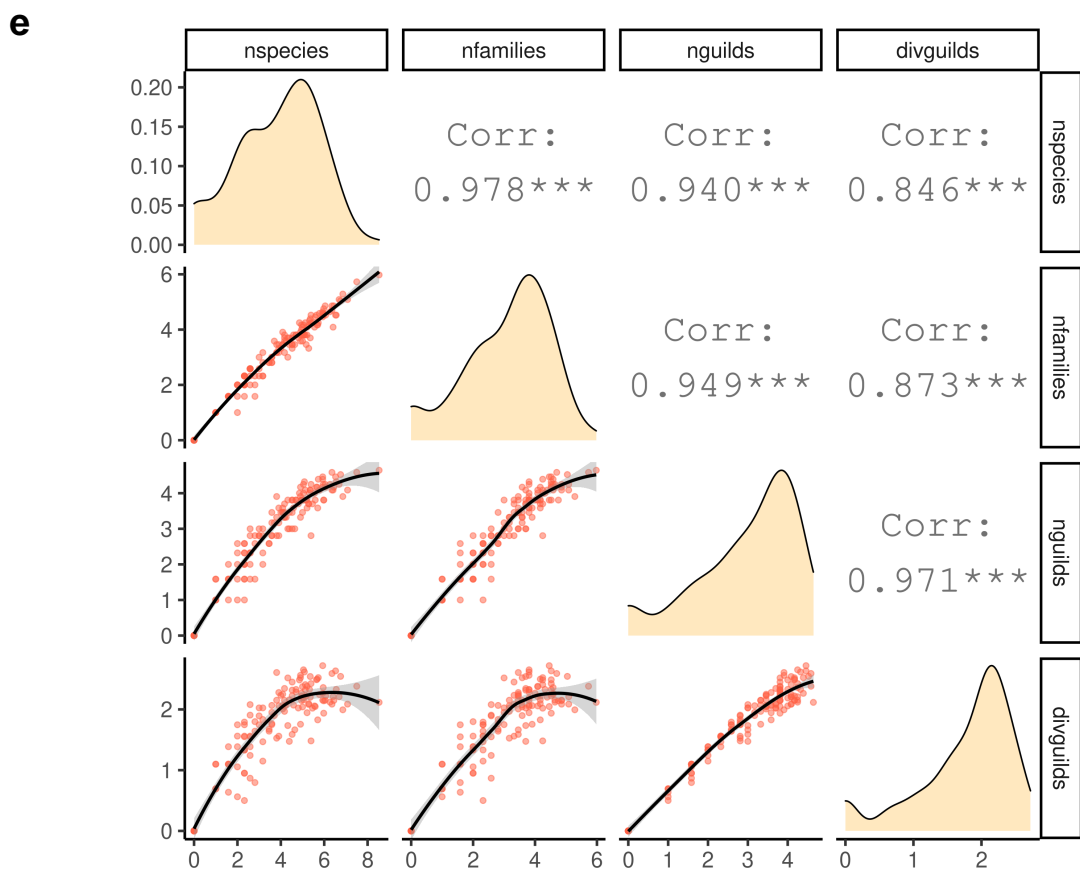 e
nspecies nfamilies nguilds divguilds
0.20
0.15
0.10
0.05
0.00
Corr:
0.978***
Corr:
0.940***
Corr:
0.846***
nspecies
6
4
2
0
Corr:
0.949***
Corr:
0.873***
nfamilies
4
3
2
1
0
Corr:
0.971***
nguilds
2
1
0
divguilds
0 2 4 6 8 0 2 4 6 0 1 2 3 4 0 1 2